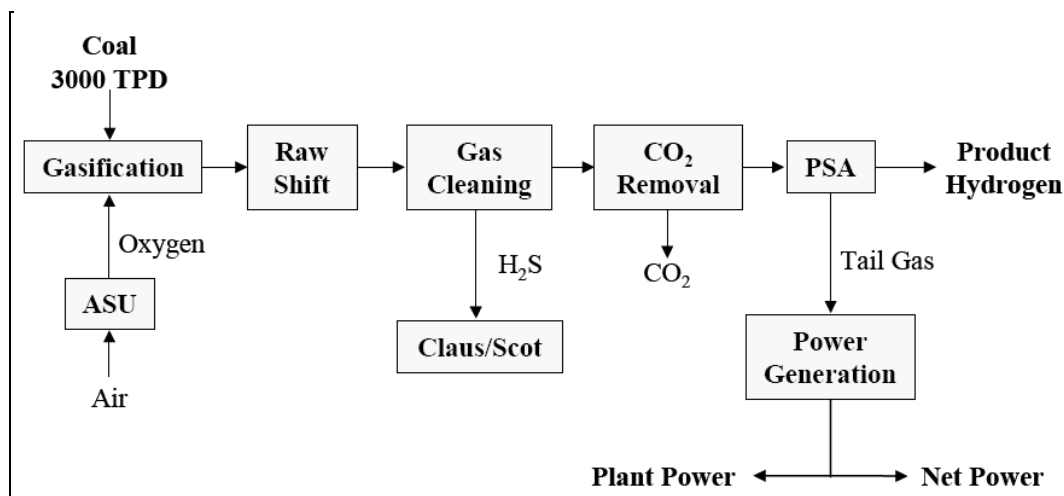 Coal
3000 TPD
Gasification
Raw
Shift
Gas
Cleaning
CO₂
Removal
PSA
Product
Hydrogen
Oxygen
H₂S
CO₂
Tail Gas
ASU
Claus/Scot
Power
Generation
Air
Plant Power
Net Power